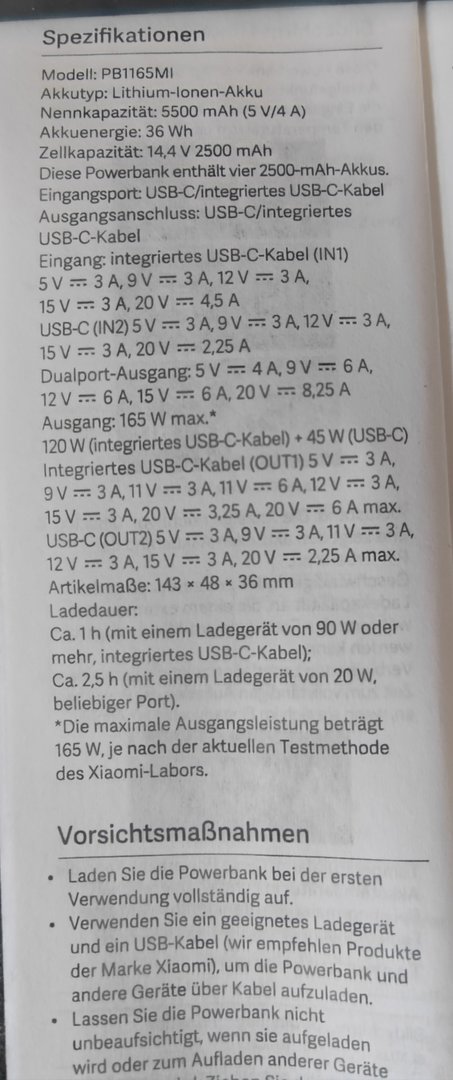 Spezifikationen
Modell: PB1165MI
Akkutyp: Lithium-Ionen-Akku
Nennkapazität: 5500 mAh (5 V/4 A)
Akkuenergie: 36 Wh
Zellkapazität: 14,4 V 2500 mAh
Diese Powerbank enthält vier 2500-mAh-Akkus.
Eingangsport: USB-C/integriertes USB-C-Kabel
Ausgangsanschluss: USB-C/integriertes
USB-C-Kabel
Eingang: integriertes USB-C-Kabel (IN1)
5 V ⎓ 3 A, 9 V ⎓ 3 A, 12 V ⎓ 3 A,
15 V ⎓ 3 A, 20 V ⎓ 4,5 A
USB-C (IN2) 5 V ⎓ 3 A, 9 V ⎓ 3 A, 12 V ⎓ 3 A,
15 V ⎓ 3 A, 20 V ⎓ 2,25 A
Dualport-Ausgang: 5 V ⎓ 4 A, 9 V ⎓ 6 A,
12 V ⎓ 6 A, 15 V ⎓ 6 A, 20 V ⎓ 8,25 A
Ausgang: 165 W max.*
120 W (integriertes USB-C-Kabel) + 45 W (USB-C)
Integriertes USB-C-Kabel (OUT1) 5 V ⎓ 3 A,
9 V ⎓ 3 A, 11 V ⎓ 3 A, 11 V ⎓ 6 A, 12 V ⎓ 3 A,
15 V ⎓ 3 A, 20 V ⎓ 3,25 A, 20 V ⎓ 6 A max.
USB-C (OUT2) 5 V ⎓ 3 A, 9 V ⎓ 3 A, 11 V ⎓ 3 A,
12 V ⎓ 3 A, 15 V ⎓ 3 A, 20 V ⎓ 2,25 A max.
Artikelmaße: 143 × 48 × 36 mm
Ladedauer:
Ca. 1 h (mit einem Ladegerät von 90 W oder
mehr, integriertes USB-C-Kabel);
Ca. 2,5 h (mit einem Ladegerät von 20 W,
beliebiger Port).
*Die maximale Ausgangsleistung beträgt
165 W, je nach der aktuellen Testmethode
des Xiaomi-Labors.
Vorsichtsmaßnahmen
• Laden Sie die Powerbank bei der ersten
Verwendung vollständig auf.
• Verwenden Sie ein geeignetes Ladegerät
und ein USB-Kabel (wir empfehlen Produkte
der Marke Xiaomi), um die Powerbank und
andere Geräte über Kabel aufzuladen.
• Lassen Sie die Powerbank nicht
unbeaufsichtigt, wenn sie aufgeladen
wird oder zum Aufladen anderer Geräte